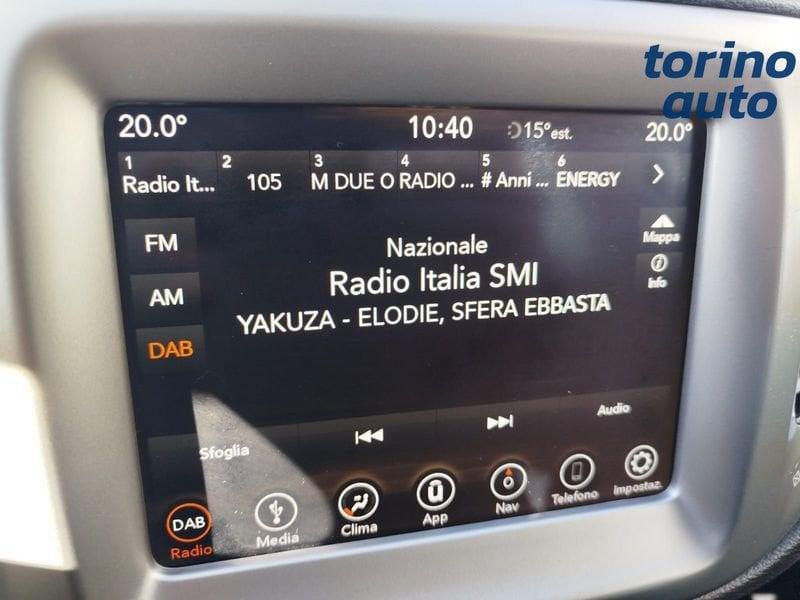 torino
auto
20.0° 10:40 15° est. 20.0°
1 Radio It... 2 105 3 M DUE O 4 RADIO ... 5 # Anni ... 6 ENERGY
FM
AM
DAB
Nazionale
Radio Italia SMI
YAKUZA - ELODIE, SFERA EBBASTA
Mappa
Info
Sfoglia Audio
DAB
Radio Media Clima App Nav Telefono Impostaz.